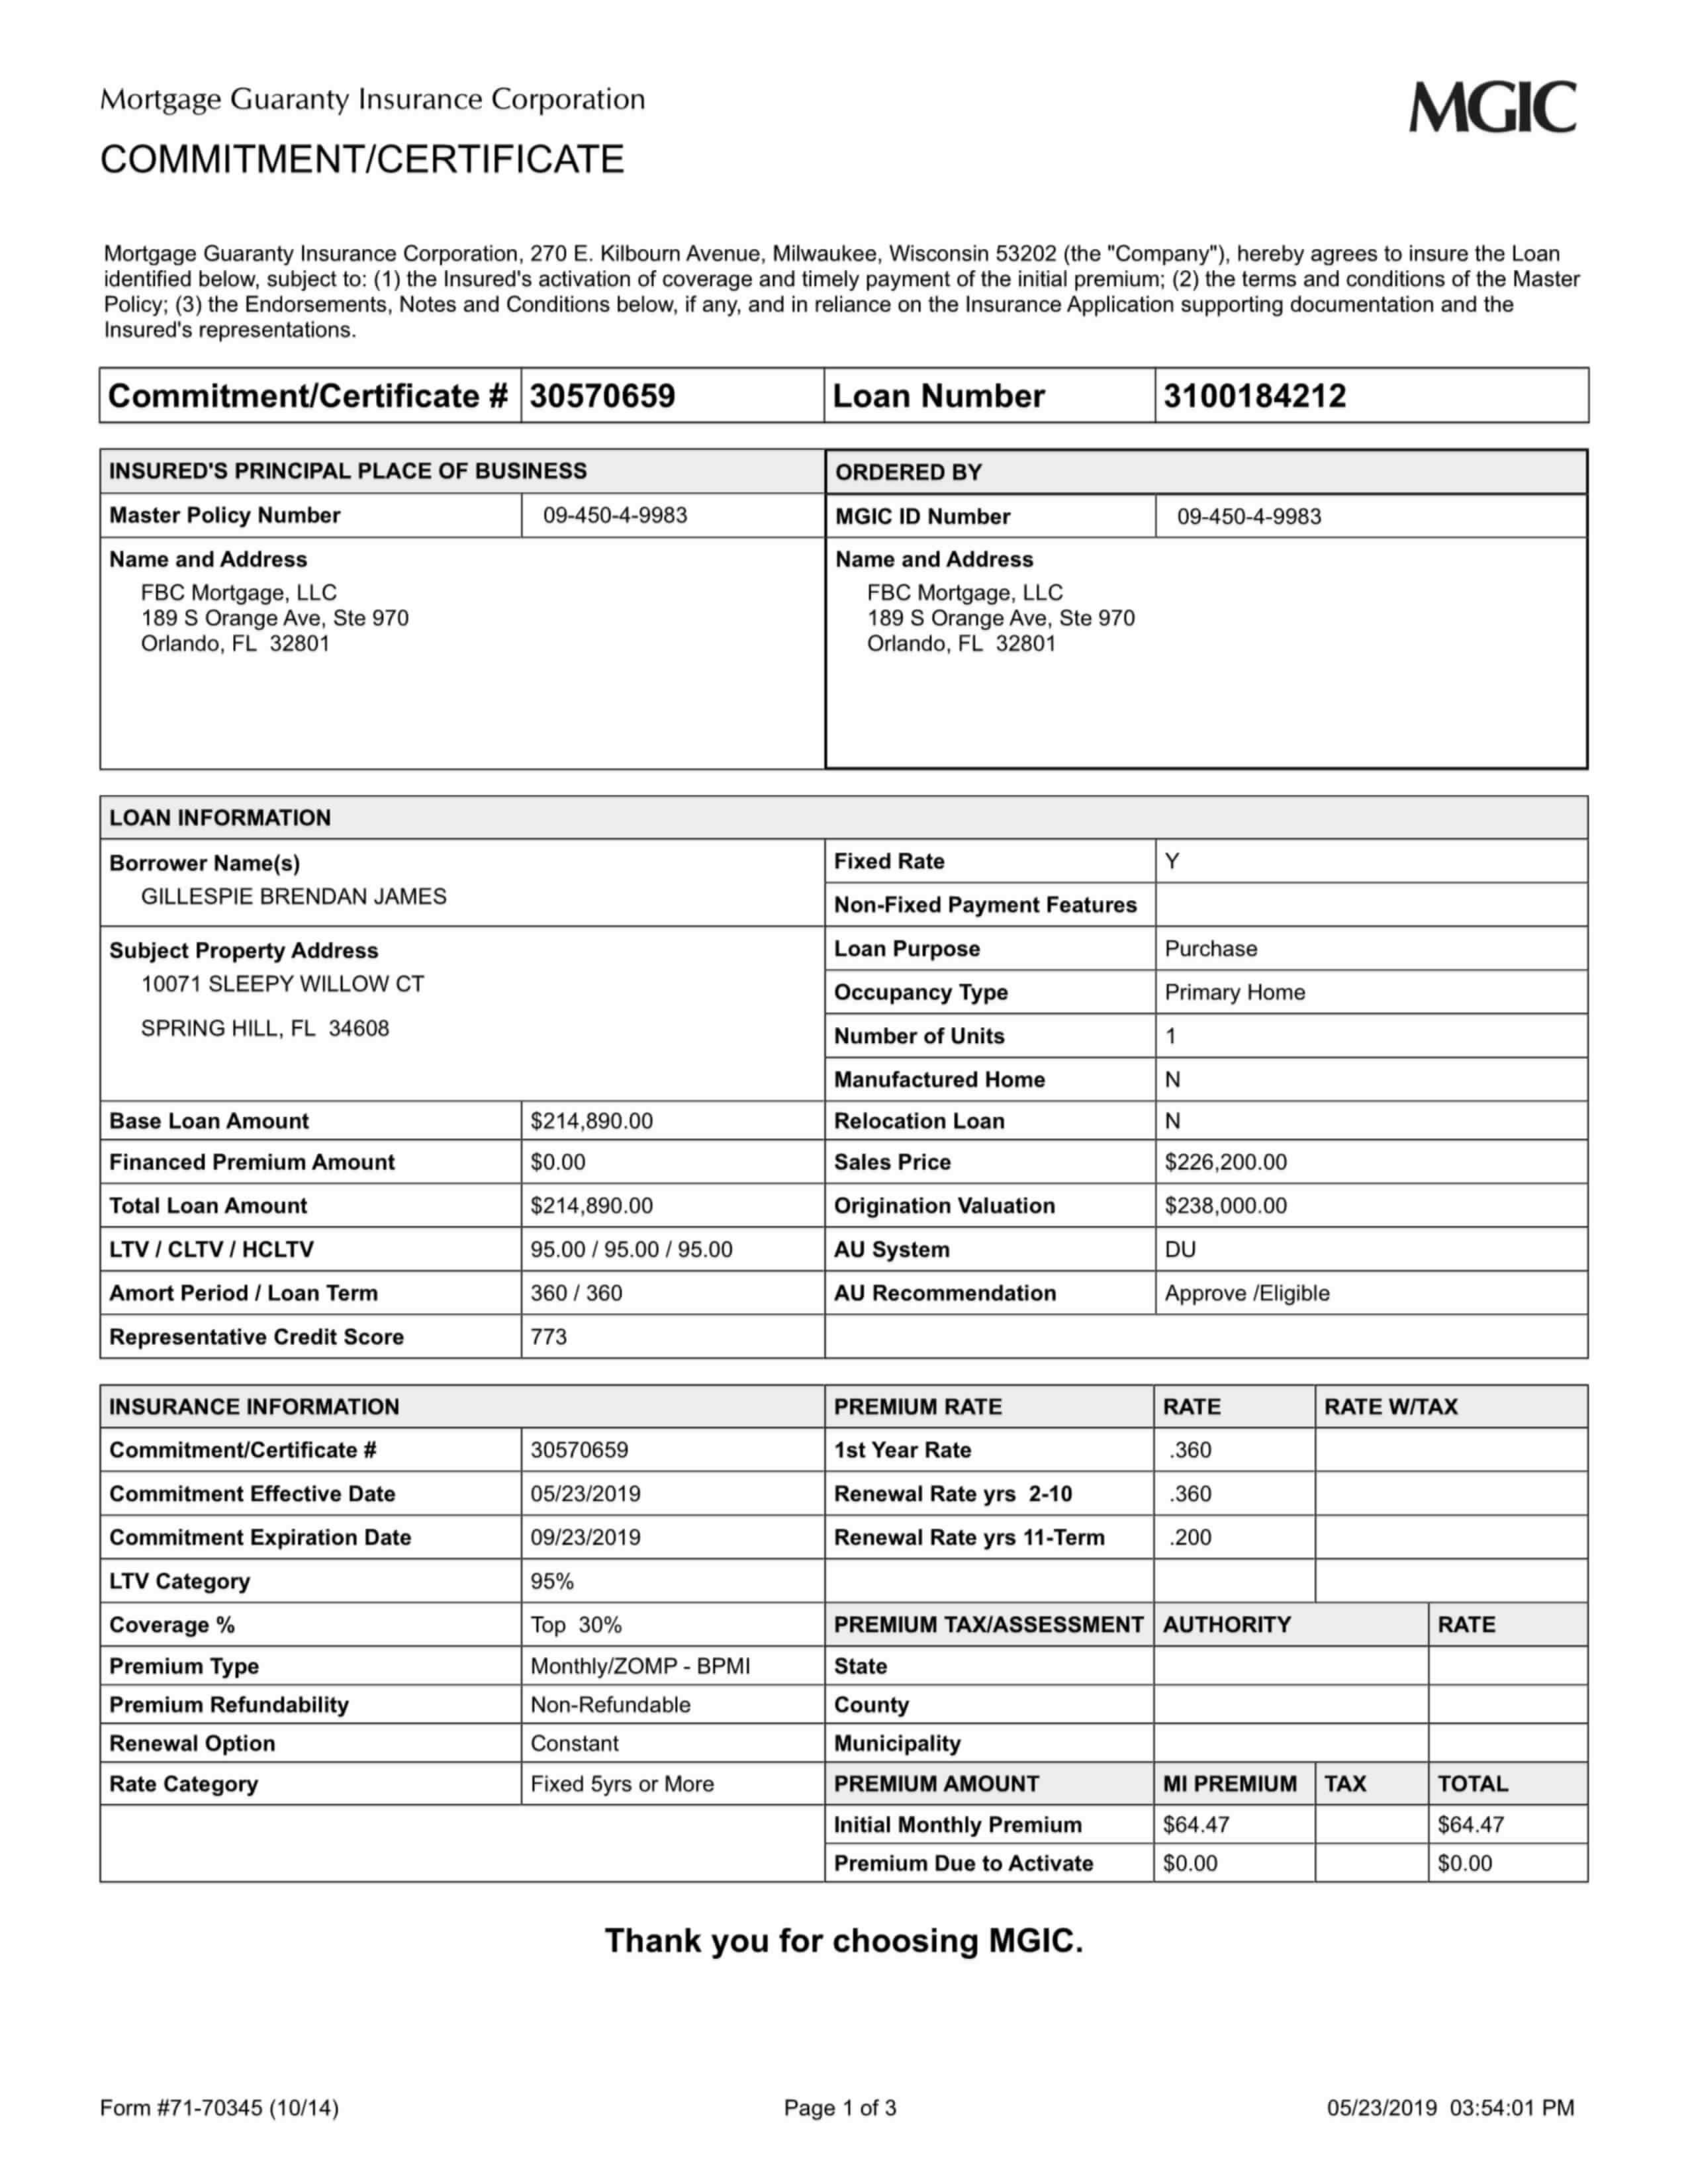 Mortgage Guaranty Insurance Corporation
MGIC
COMMITMENT/CERTIFICATE
Mortgage Guaranty Insurance Corporation, 270 E. Kilbourn Avenue, Milwaukee, Wisconsin 53202 (the "Company"), hereby agrees to insure the Loan
identified below, subject to: (1) the Insured's activation of coverage and timely payment of the initial premium; (2) the terms and conditions of the Master
Policy; (3) the Endorsements, Notes and Conditions below, if any, and in reliance on the Insurance Application supporting documentation and the
Insured's representations.
Commitment/Certificate # 30570659 Loan Number 3100184212
INSURED'S PRINCIPAL PLACE OF BUSINESS
Master Policy Number 09-450-4-9983
Name and Address
FBC Mortgage, LLC
189 S Orange Ave, Ste 970
Orlando, FL 32801
ORDERED BY
MGIC ID Number 09-450-4-9983
Name and Address
FBC Mortgage, LLC
189 S Orange Ave, Ste 970
Orlando, FL 32801
LOAN INFORMATION
Borrower Name(s)
GILLESPIE BRENDAN JAMES
Subject Property Address
10071 SLEEPY WILLOW CT
SPRING HILL, FL 34608
Fixed Rate Y
Non-Fixed Payment Features
Loan Purpose Purchase
Occupancy Type Primary Home
Number of Units 1
Manufactured Home N
Base Loan Amount $214,890.00 Relocation Loan N
Financed Premium Amount $0.00 Sales Price $226,200.00
Total Loan Amount $214,890.00 Origination Valuation $238,000.00
LTV / CLTV / HCLTV 95.00 / 95.00 / 95.00 AU System DU
Amort Period / Loan Term 360 / 360 AU Recommendation Approve /Eligible
Representative Credit Score 773
INSURANCE INFORMATION PREMIUM RATE RATE RATE W/TAX
Commitment/Certificate # 30570659 1st Year Rate .360
Commitment Effective Date 05/23/2019 Renewal Rate yrs 2-10 .360
Commitment Expiration Date 09/23/2019 Renewal Rate yrs 11-Term .200
LTV Category 95%
Coverage % Top 30% PREMIUM TAX/ASSESSMENT AUTHORITY RATE
Premium Type Monthly/ZOMP - BPMI State
Premium Refundability Non-Refundable County
Renewal Option Constant Municipality
Rate Category Fixed 5yrs or More PREMIUM AMOUNT MI PREMIUM TAX TOTAL
Initial Monthly Premium $64.47 $64.47
Premium Due to Activate $0.00 $0.00
Thank you for choosing MGIC.
Form #71-70345 (10/14) Page 1 of 3 05/23/2019 03:54:01 PM